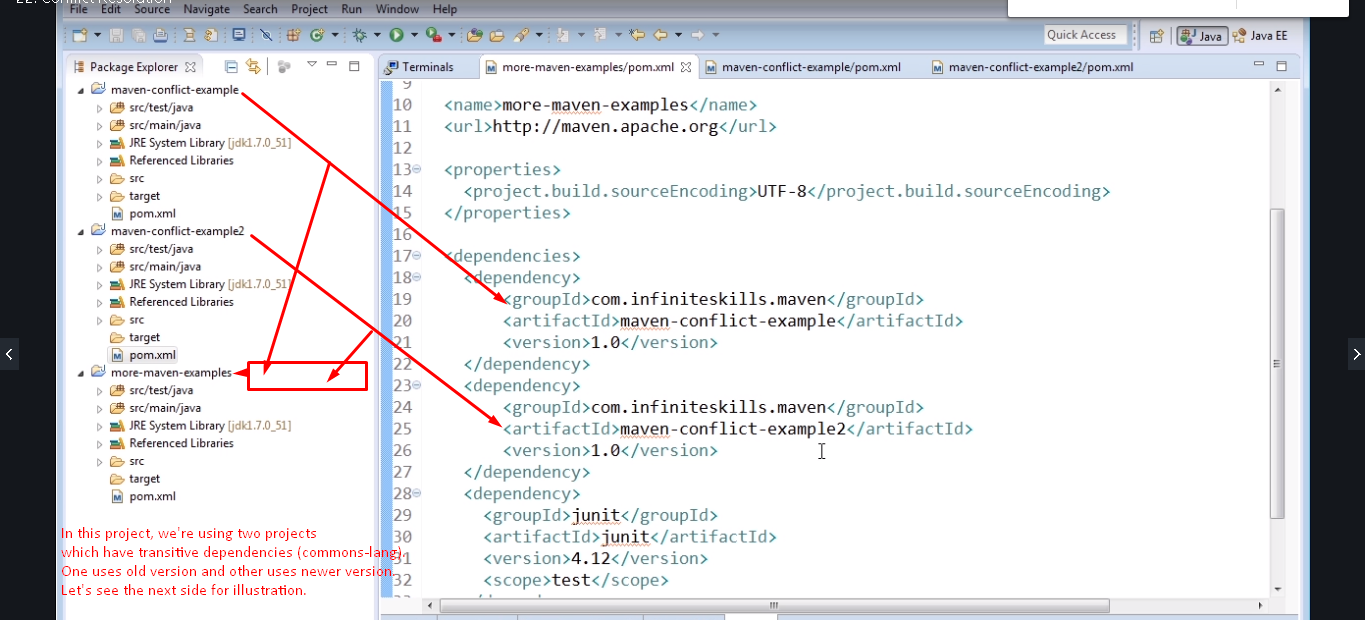 22. Conflict Resolution
File Edit Source Navigate Search Project Run Window Help
Quick Access
Java
Java EE
Package Explorer
Terminals
more-maven-examples/pom.xml
maven-conflict-example/pom.xml
maven-conflict-example2/pom.xml
maven-conflict-example
src/test/java
src/main/java
JRE System Library [jdk1.7.0_51]
Referenced Libraries
src
target
pom.xml
maven-conflict-example2
src/test/java
src/main/java
JRE System Library [jdk1.7.0_51]
Referenced Libraries
src
target
pom.xml
more-maven-examples
src/test/java
src/main/java
JRE System Library [jdk1.7.0_51]
Referenced Libraries
src
target
pom.xml
In this project, we're using two projects
which have transitive dependencies (commons-lang).
One uses old version and other uses newer version.
Let's see the next side for illustration.
9
10 <name>more-maven-examples</name>
11 <url>http://maven.apache.org</url>
12
13 <properties>
14 <project.build.sourceEncoding>UTF-8</project.build.sourceEncoding>
15 </properties>
16
17 <dependencies>
18 <dependency>
19 <groupId>com.infiniteskills.maven</groupId>
20 <artifactId>maven-conflict-example</artifactId>
21 <version>1.0</version>
22 </dependency>
23 <dependency>
24 <groupId>com.infiniteskills.maven</groupId>
25 <artifactId>maven-conflict-example2</artifactId>
26 <version>1.0</version>
27 </dependency>
28 <dependency>
29 <groupId>junit</groupId>
30 <artifactId>junit</artifactId>
31 <version>4.12</version>
32 <scope>test</scope>